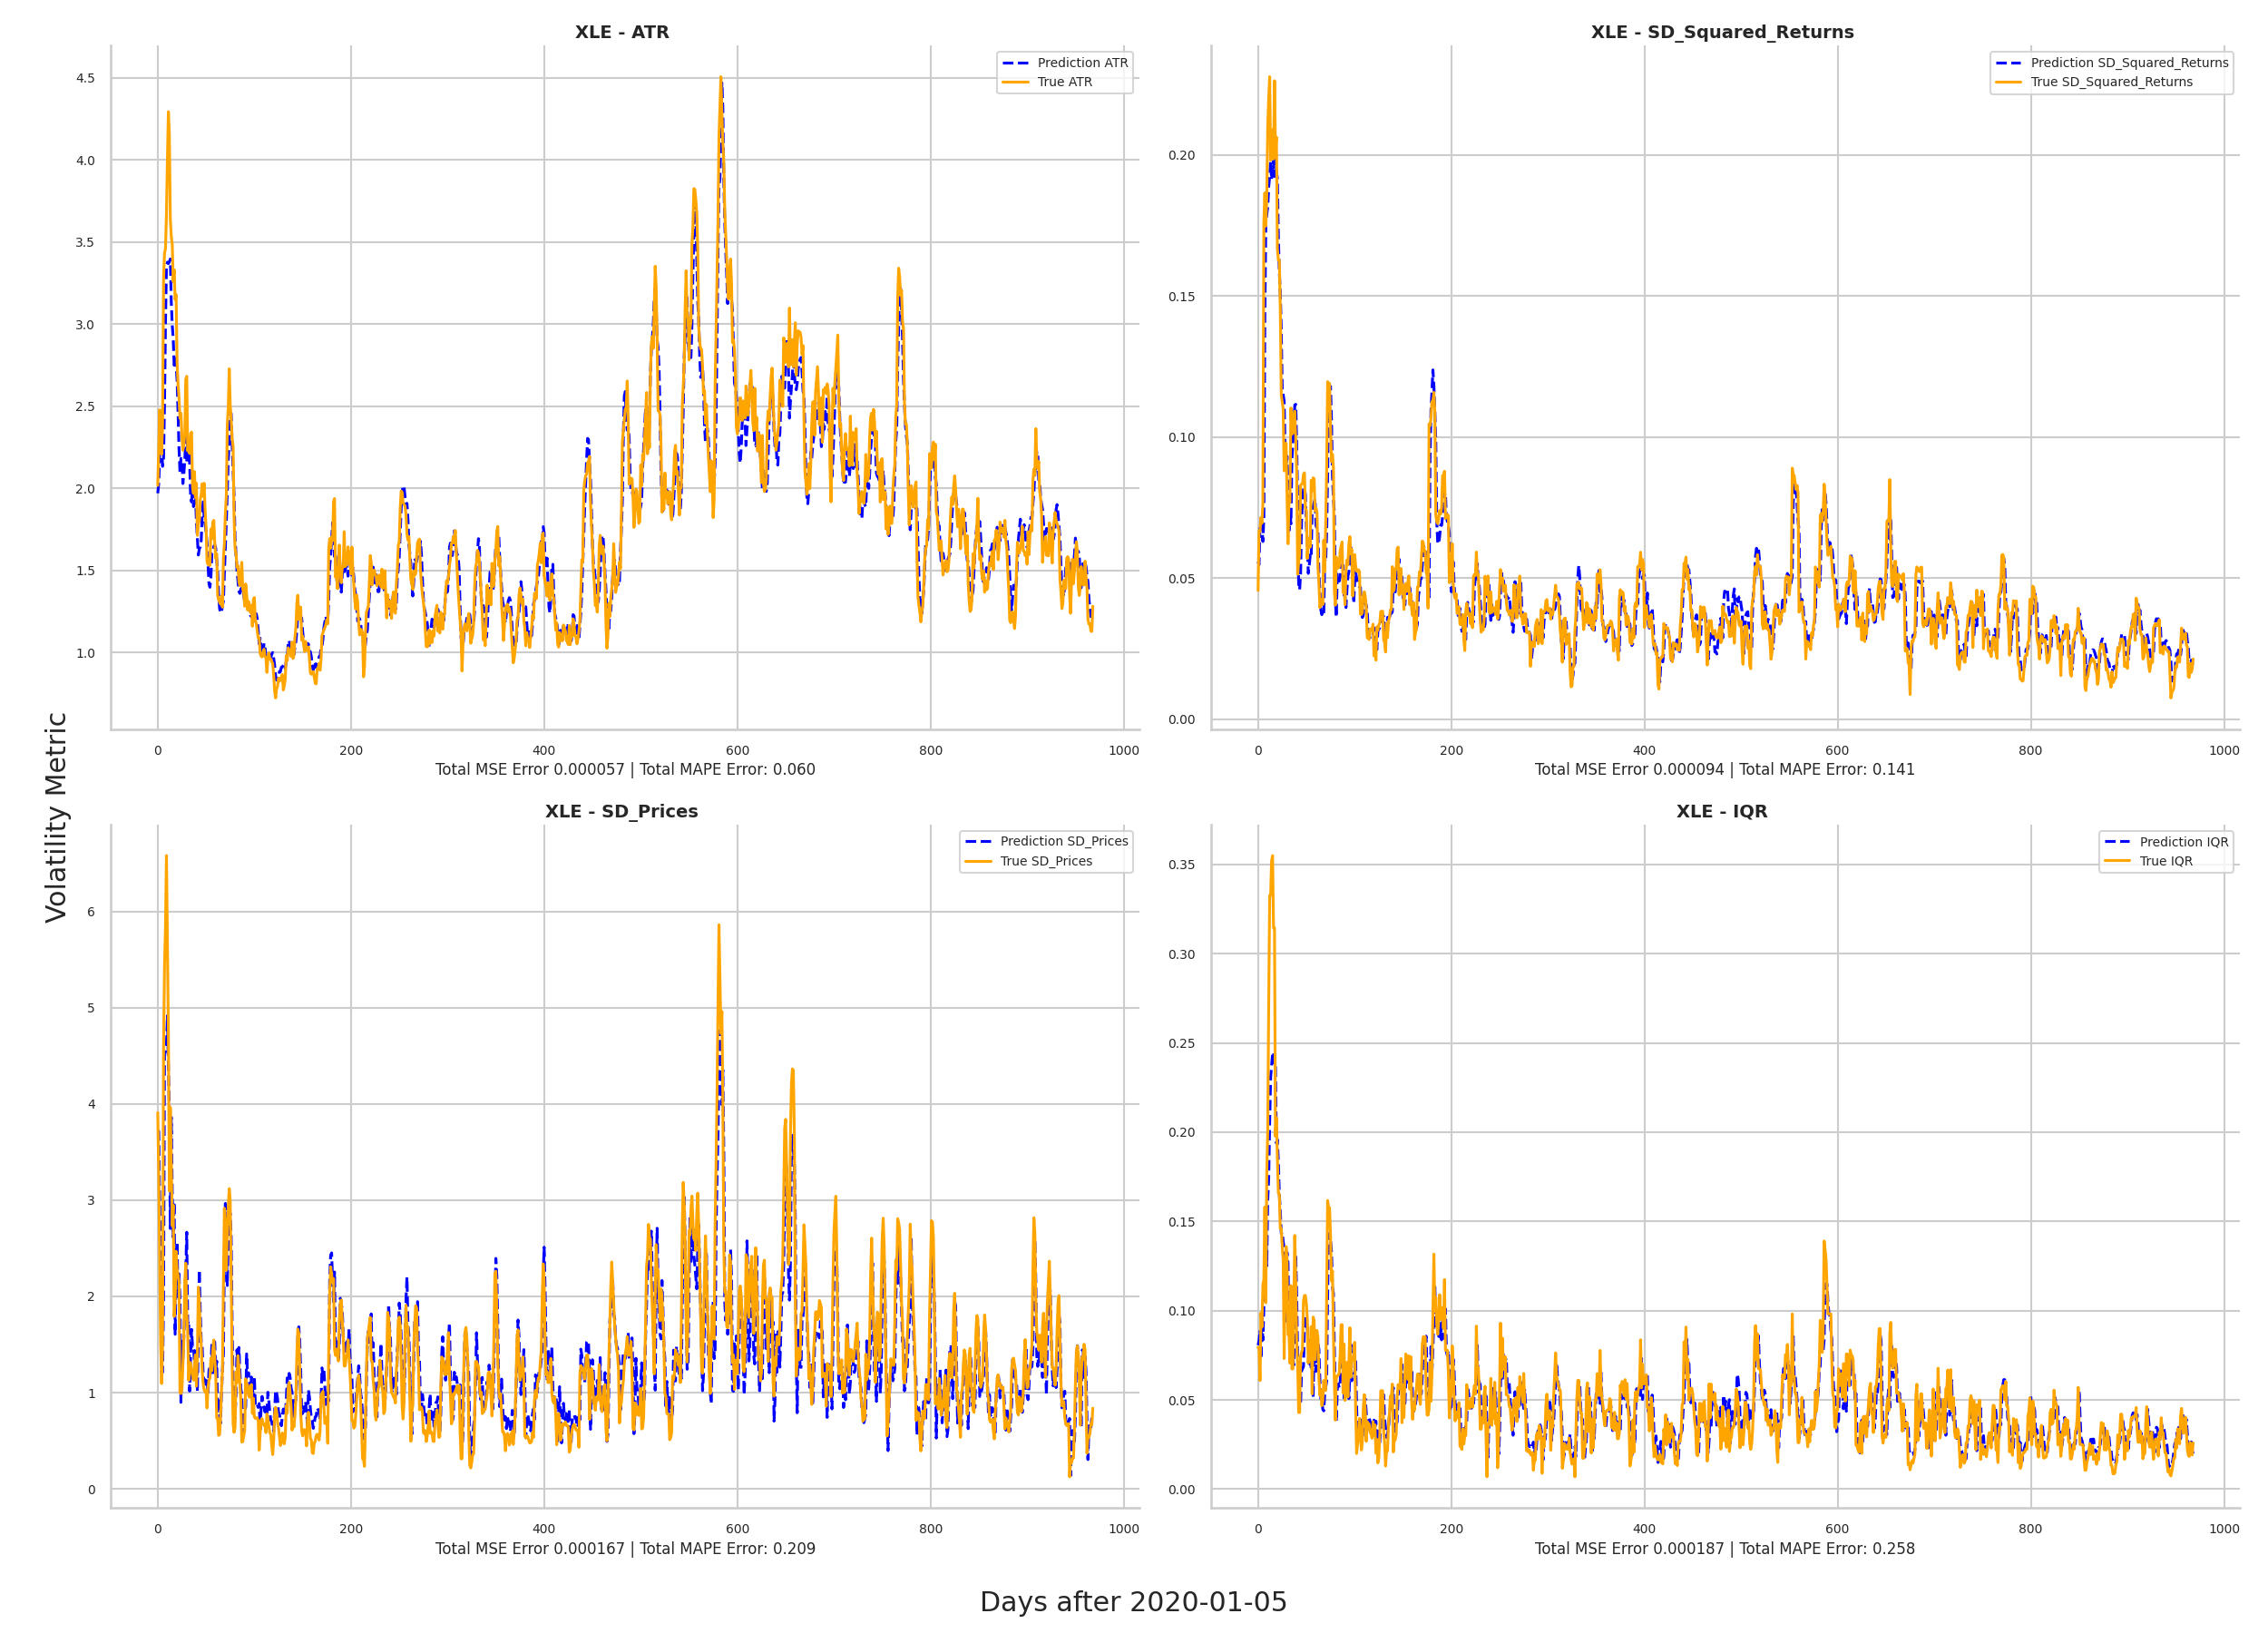 XLE - ATR
Prediction ATR
True ATR
4.5
4.0
3.5
3.0
2.5
2.0
1.5
1.0
0 200 400 600 800 1000
Total MSE Error 0.000057 | Total MAPE Error: 0.060
XLE - SD_Squared_Returns
Prediction SD_Squared_Returns
True SD_Squared_Returns
0.20
0.15
0.10
0.05
0.00
0 200 400 600 800 1000
Total MSE Error 0.000094 | Total MAPE Error: 0.141
Volatility Metric
XLE - SD_Prices
Prediction SD_Prices
True SD_Prices
6
5
4
3
2
1
0
0 200 400 600 800 1000
Total MSE Error 0.000167 | Total MAPE Error: 0.209
XLE - IQR
Prediction IQR
True IQR
0.35
0.30
0.25
0.20
0.15
0.10
0.05
0.00
0 200 400 600 800 1000
Total MSE Error 0.000187 | Total MAPE Error: 0.258
Days after 2020-01-05